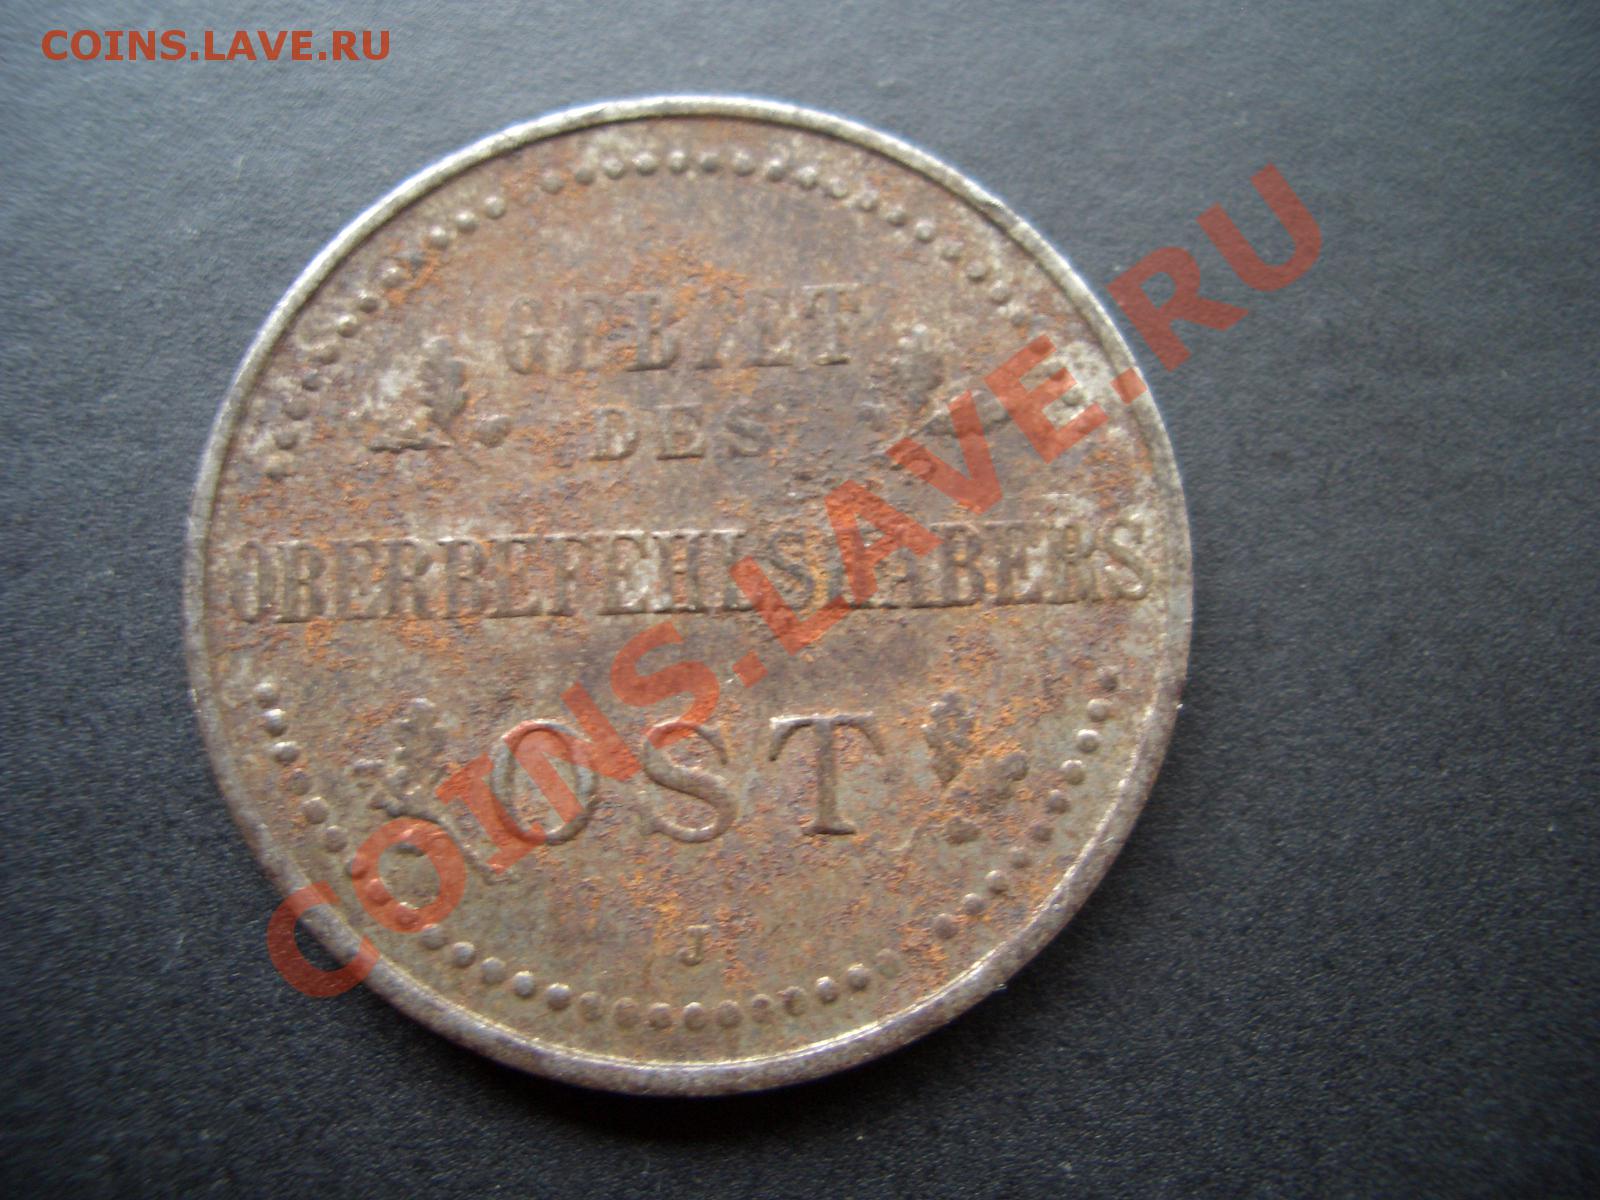 COINS.LAVE.RU
GEBIET
DES
OBERBEFEHLSHABERS
OST
J
COINS.LAVE.RU